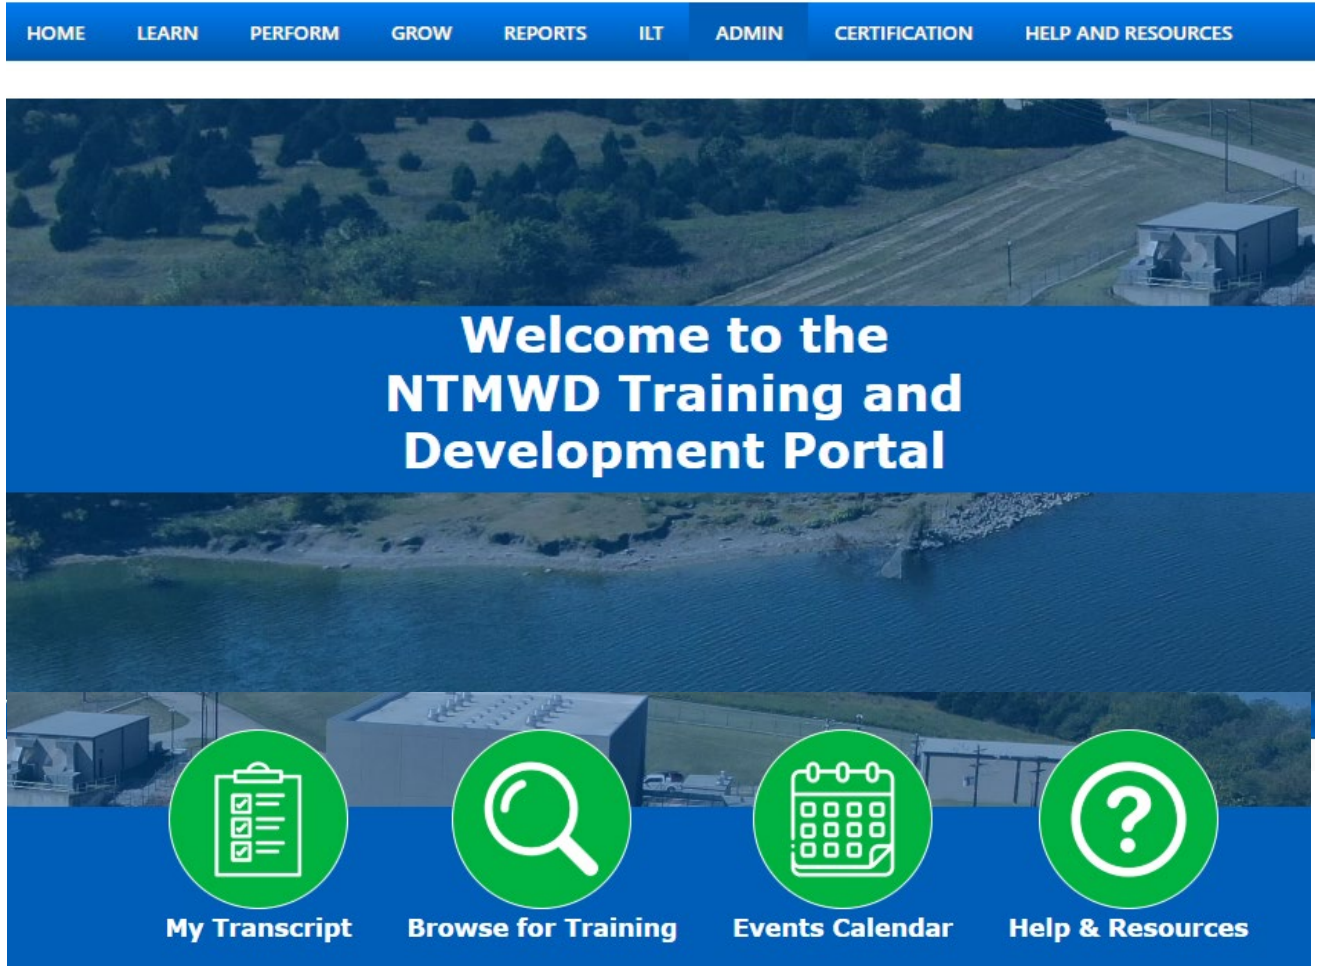 HOME LEARN PERFORM GROW REPORTS ILT ADMIN CERTIFICATION HELP AND RESOURCES
Welcome to the
NTMWD Training and
Development Portal
My Transcript Browse for Training Events Calendar Help & Resources